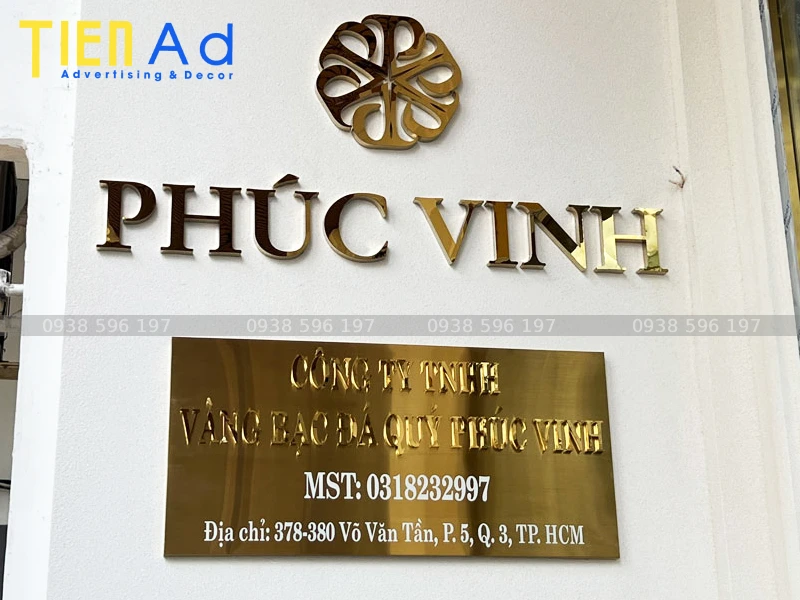 TIEN Ad
Advertising & Decor
PHÚC VINH
0938 596 197 0938 596 197 0938 596 197 0938 596 197
CÔNG TY TNHH
VÀNG BẠC ĐÁ QUÝ PHÚC VINH
MST: 0318232997
Địa chỉ: 378-380 Võ Văn Tần, P. 5, Q. 3, TP. HCM